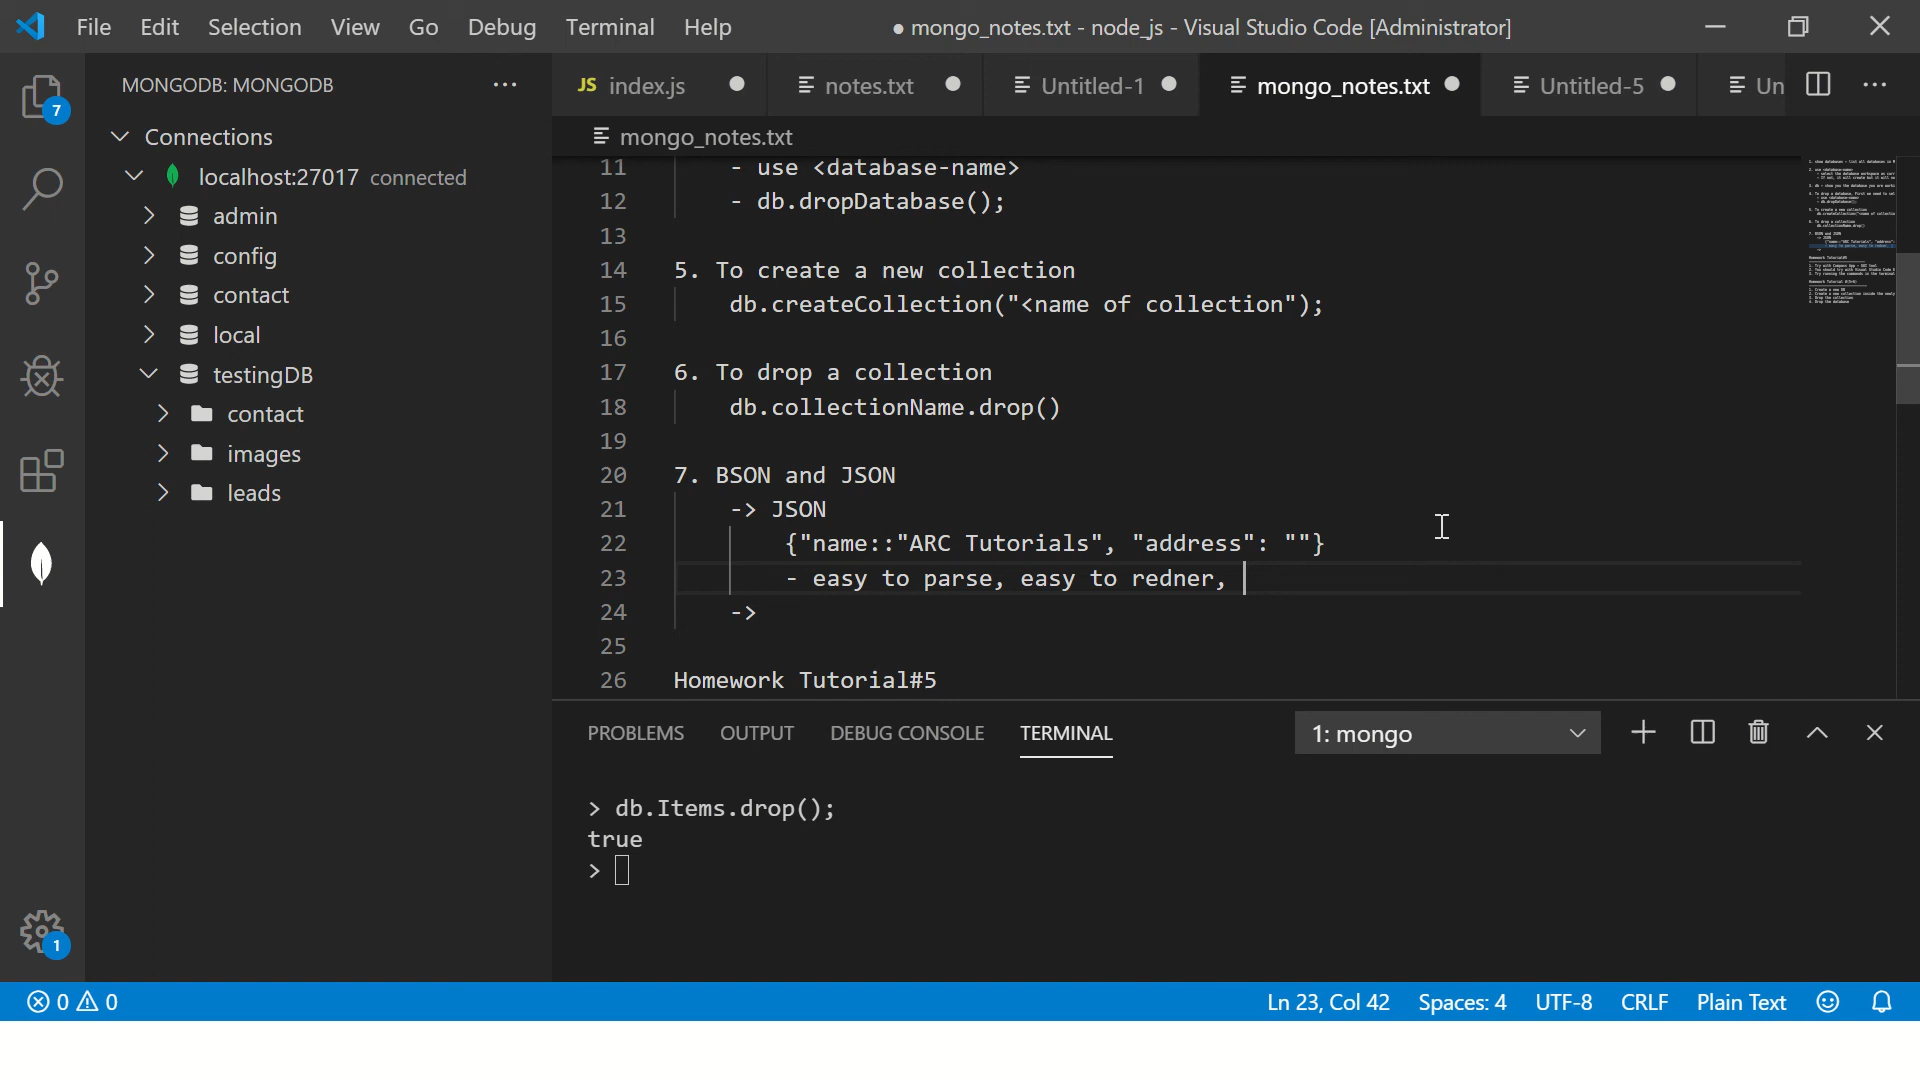 File Edit Selection View Go Debug Terminal Help
● mongo_notes.txt - node_js - Visual Studio Code [Administrator]
MONGODB: MONGODB
Connections
localhost:27017 connected
admin
config
contact
local
testingDB
contact
images
leads
7
1
JS index.js
notes.txt
Untitled-1
mongo_notes.txt
Untitled-5
Un
mongo_notes.txt
11 - use <database-name>
12 - db.dropDatabase();
13
14 5. To create a new collection
15 db.createCollection("<name of collection");
16
17 6. To drop a collection
18 db.collectionName.drop()
19
20 7. BSON and JSON
21 -> JSON
22 {"name::"ARC Tutorials", "address": ""}
23 - easy to parse, easy to redner,
24 ->
25
26 Homework Tutorial#5
PROBLEMS OUTPUT DEBUG CONSOLE TERMINAL
1: mongo
> db.Items.drop();
true
>
0 0
Ln 23, Col 42 Spaces: 4 UTF-8 CRLF Plain Text